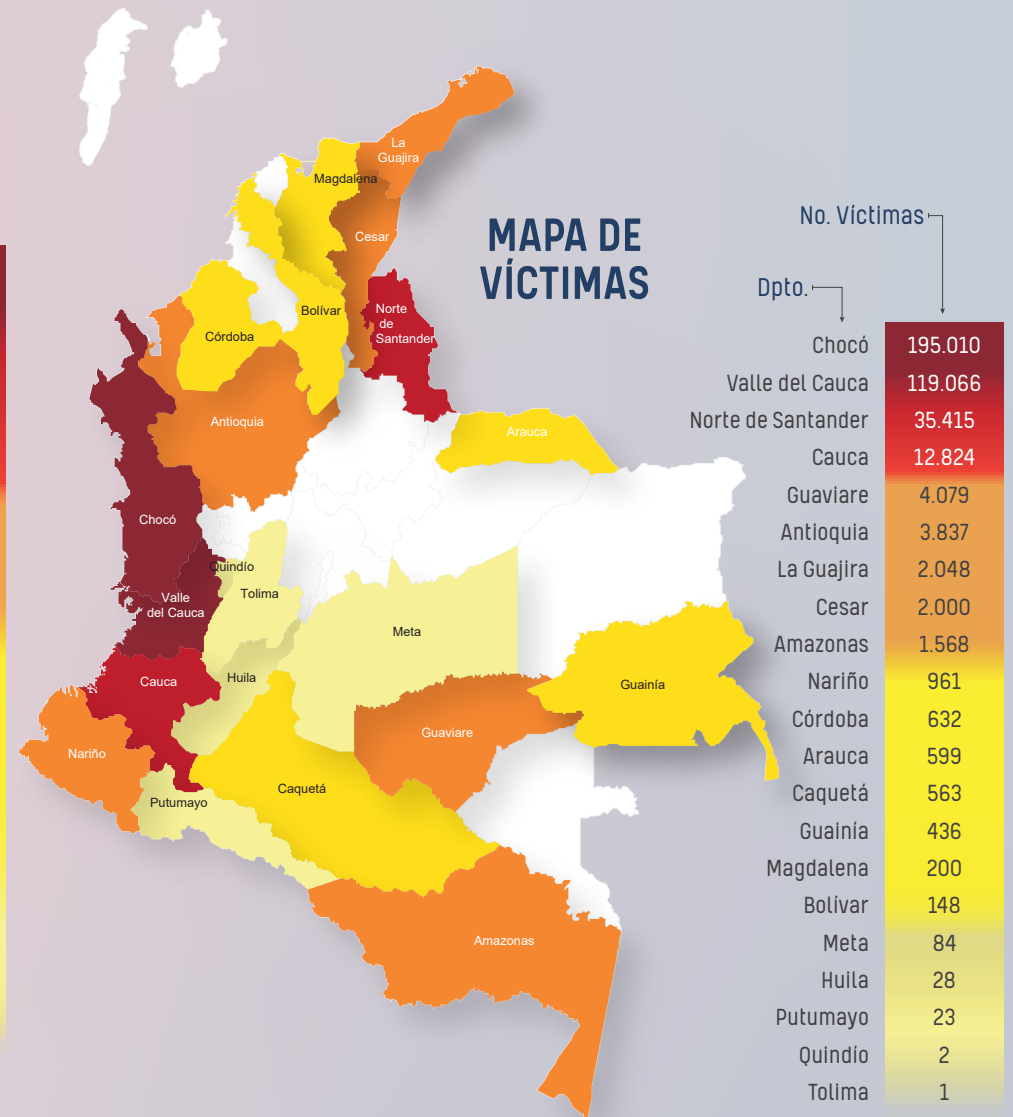 La
Guajira
Magdalena
Cesar
Norte
de
Santander
Bolívar
Córdoba
Antioquia
Arauca
Chocó
Quindío
Tolima
Valle
del Cauca
Meta
Cauca
Huila
Guainía
Nariño
Guaviare
Caquetá
Putumayo
Amazonas
MAPA DE
VÍCTIMAS
No. Víctimas
Dpto.
Chocó 195.010
Valle del Cauca 119.066
Norte de Santander 35.415
Cauca 12.824
Guaviare 4.079
Antioquia 3.837
La Guajira 2.048
Cesar 2.000
Amazonas 1.568
Nariño 961
Córdoba 632
Arauca 599
Caquetá 563
Guainía 436
Magdalena 200
Bolívar 148
Meta 84
Huila 28
Putumayo 23
Quindío 2
Tolima 1